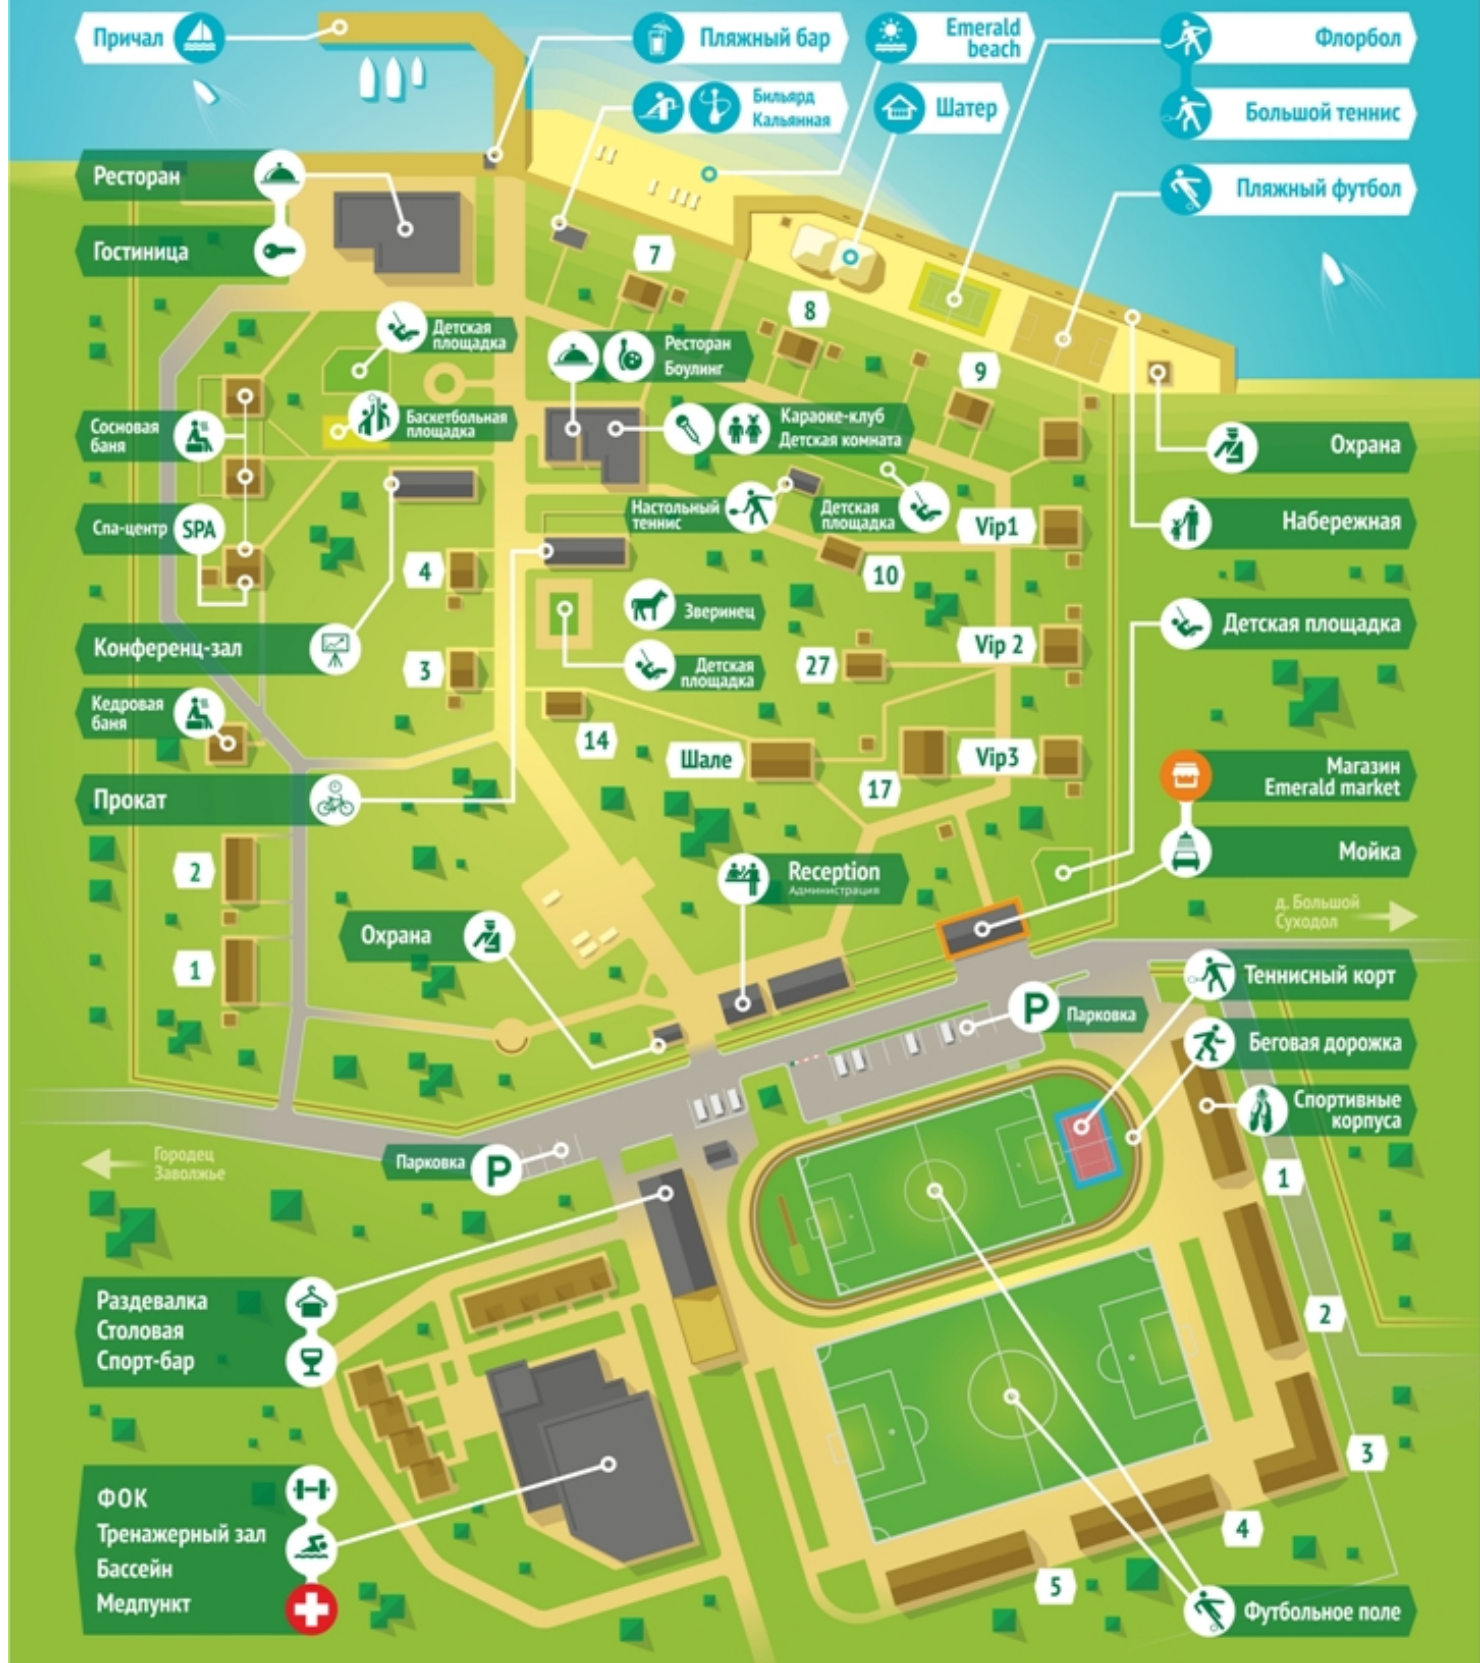 Причал
Пляжный бар
Emerald
beach
Флорбол
Бильярд
Кальянная
Шатер
Большой теннис
Ресторан
Пляжный футбол
Гостиница
7
8
Детская
площадка
Ресторан
Боулинг
9
Сосновая
баня
Баскетбольная
площадка
Караоке-клуб
Детская комната
Охрана
Спа-центр
SPA
Настольный
теннис
Детская
площадка
Vip1
Набережная
4
10
Зверинец
Детская площадка
Конференц-зал
3
Детская
площадка
27
Vip 2
Кедровая
баня
14
Шале
17
Vip3
Магазин
Emerald market
Прокат
2
Reception
Администрация
Мойка
Охрана
д. Большой
Суходол
1
P
Парковка
Теннисный корт
Беговая дорожка
Спортивные
корпуса
Городец
Заволжье
Парковка
P
1
Раздевалка
Столовая
Спорт-бар
2
3
ФОК
Тренажерный зал
Бассейн
Медпункт
4
5
Футбольное поле